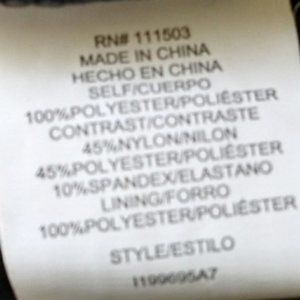 RN# 111503
MADE IN CHINA
HECHO EN CHINA
SELF/CUERPO
100%POLYESTER/POLIÉSTER
CONTRAST/CONTRASTE
45%NYLON/NILON
45%POLYESTER/POLIÉSTER
10%SPANDEX/ELASTANO
LINING/FORRO
100%POLYESTER/POLIÉSTER
STYLE/ESTILO
I199695A7